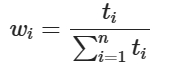 $w_i = \frac{t_i}{\sum_{i=1}^{n} t_i}$